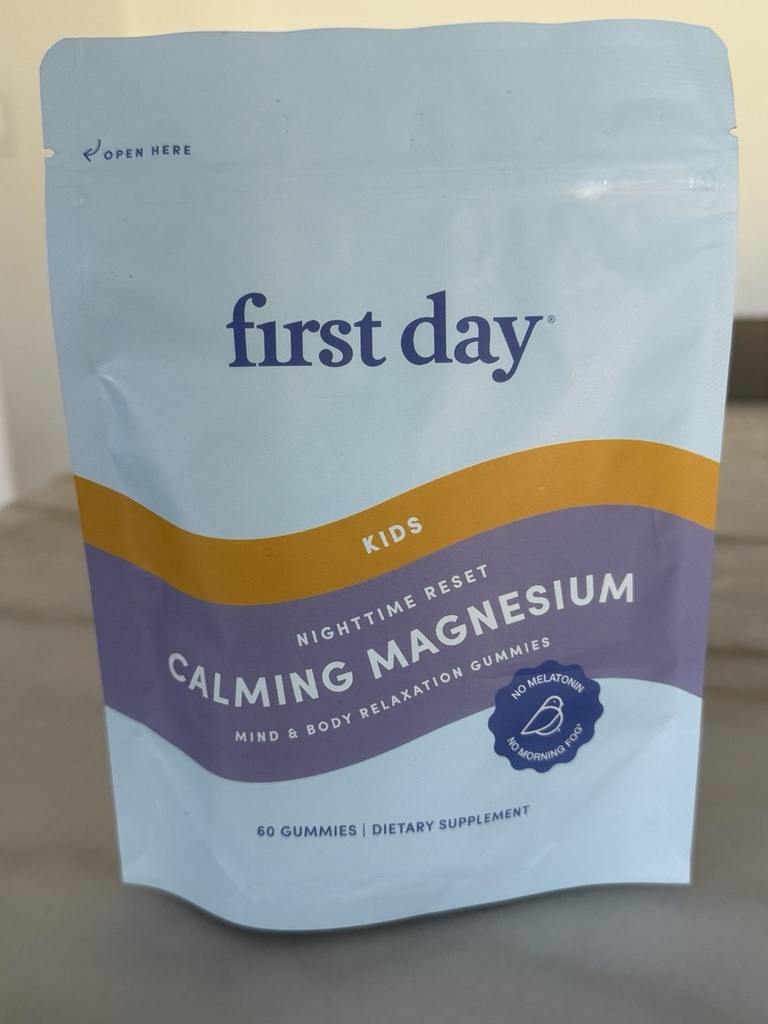 OPEN HERE
first day®
KIDS
NIGHTTIME RESET
CALMING MAGNESIUM
MIND & BODY RELAXATION GUMMIES
NO MELATONIN
NO MORNING FOG*
60 GUMMIES | DIETARY SUPPLEMENT